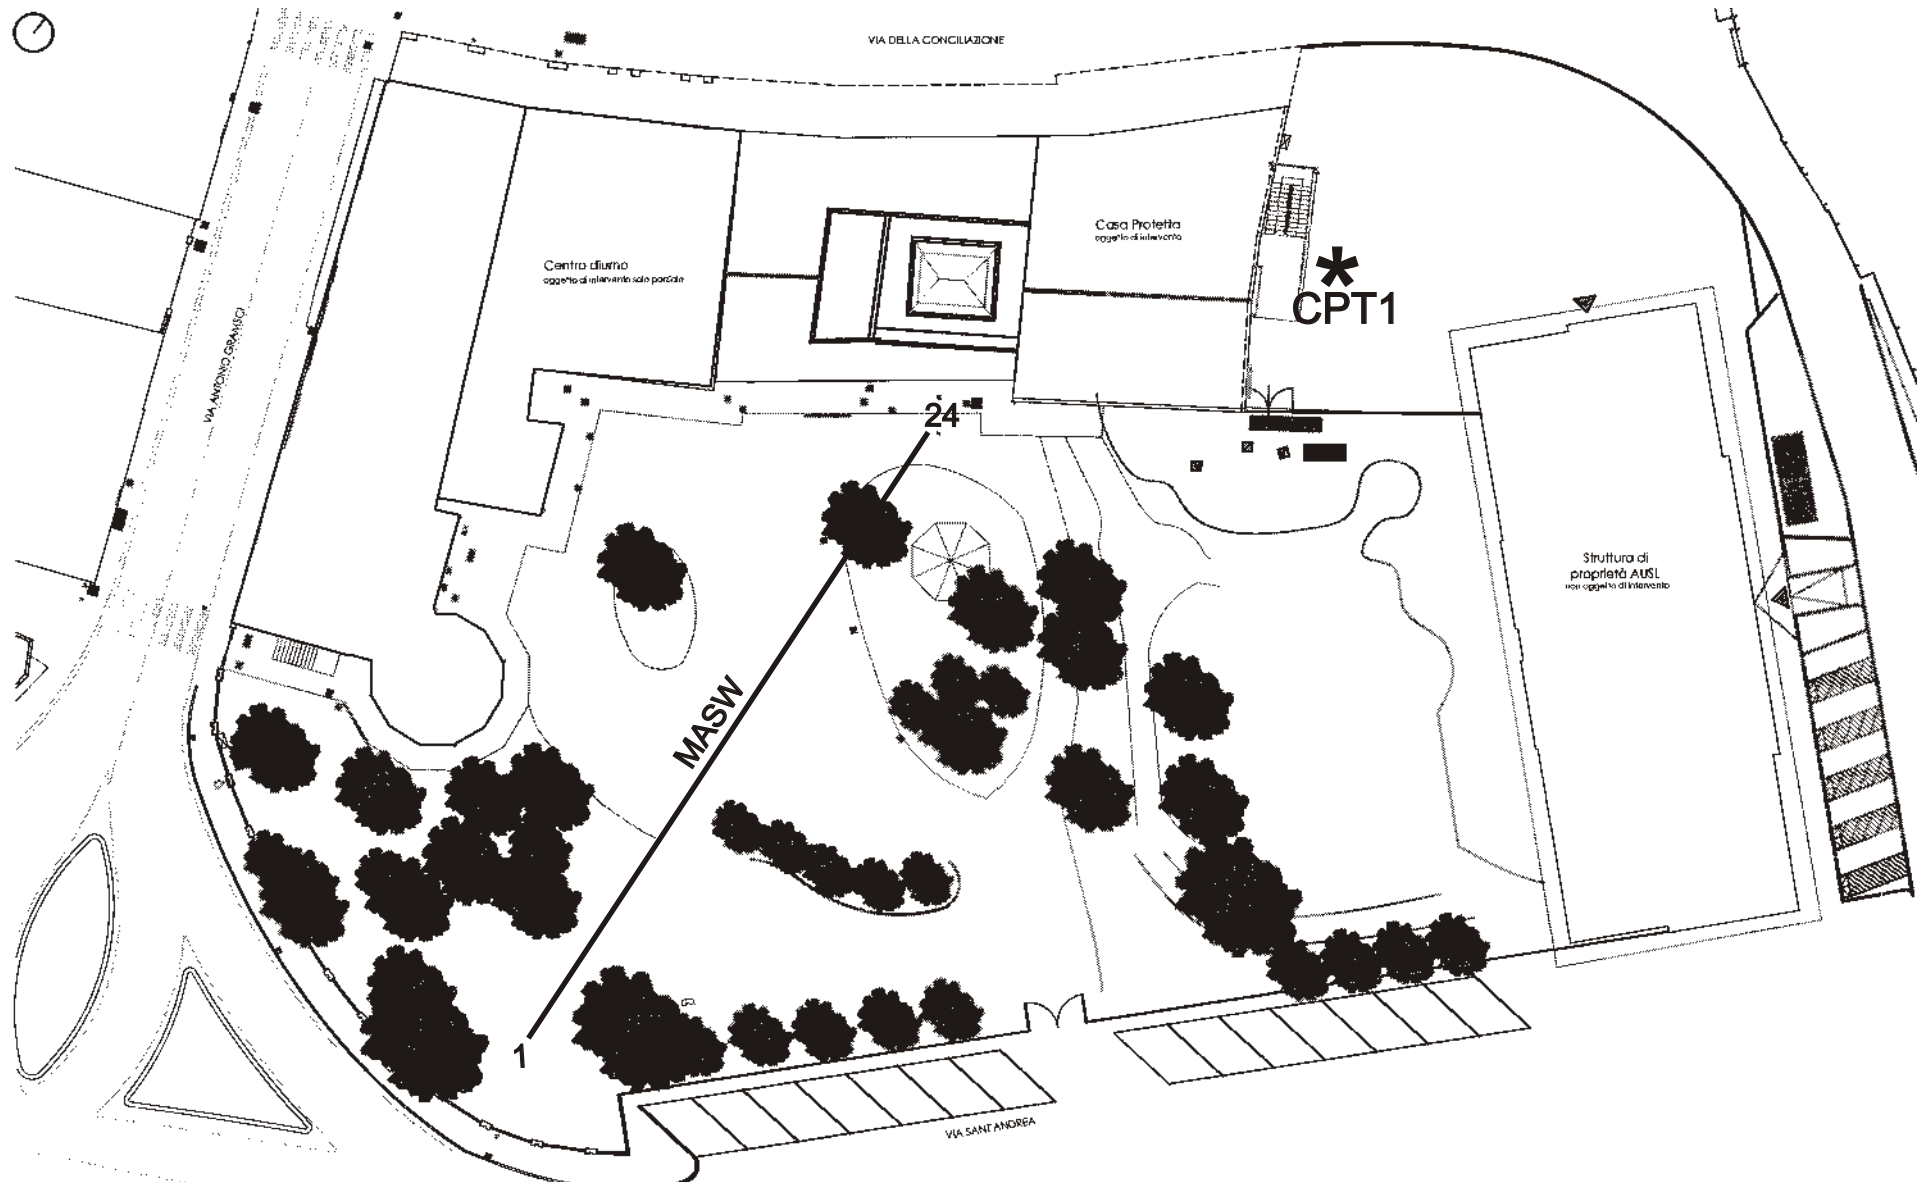 VIA DELLA CONCILIAZIONE
Casa Protetta
oggetto di intervento
Centro diurno
oggetto di intervento solo parziale
CPT1
VIA ANTONIO GRAMSCI
24
Struttura di
proprietà AUSL
non oggetto di intervento
MASW
1
VIA SANT'ANDREA